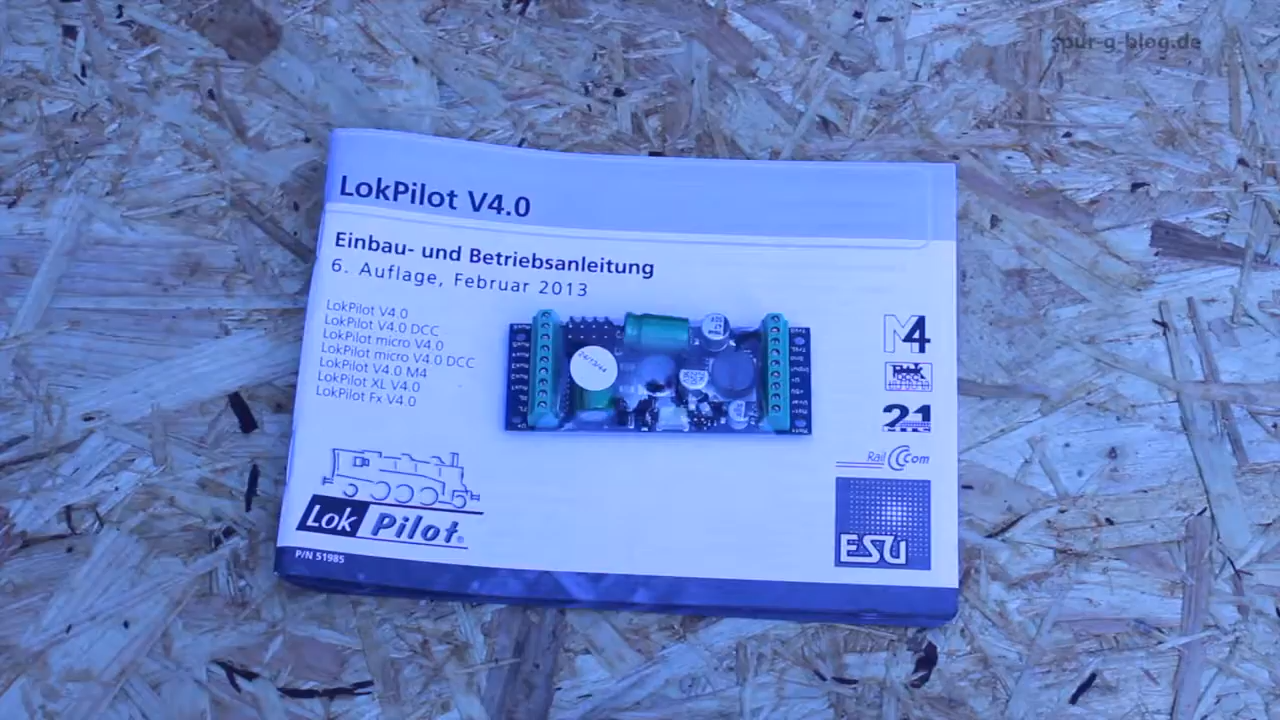 spur-g-blog.de
LokPilot V4.0
Einbau- und Betriebsanleitung
6. Auflage, Februar 2013
LokPilot V4.0
LokPilot V4.0 DCC
LokPilot micro V4.0
LokPilot micro V4.0 DCC
LokPilot V4.0 M4
LokPilot XL V4.0
LokPilot Fx V4.0
M4
21
RailCom
Lok Pilot®
ESU
P/N 51985